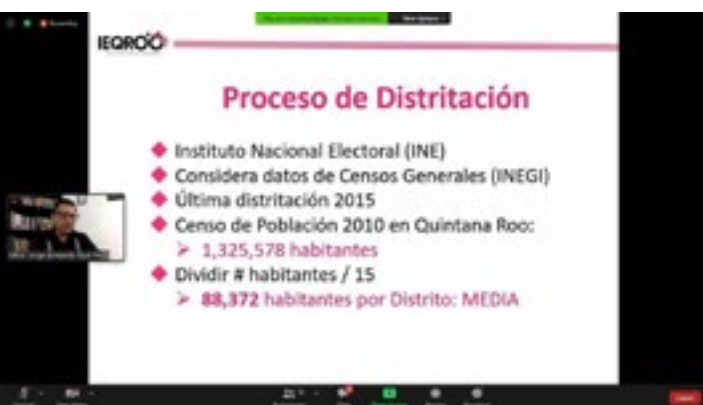 IEQROO
Proceso de Distritación
Instituto Nacional Electoral (INE)
Considera datos de Censos Generales (INEGI)
Última distritación 2015
Censo de Población 2010 en Quintana Roo:
1,325,578 habitantes
Dividir # habitantes / 15
88,372 habitantes por Distrito: MEDIA